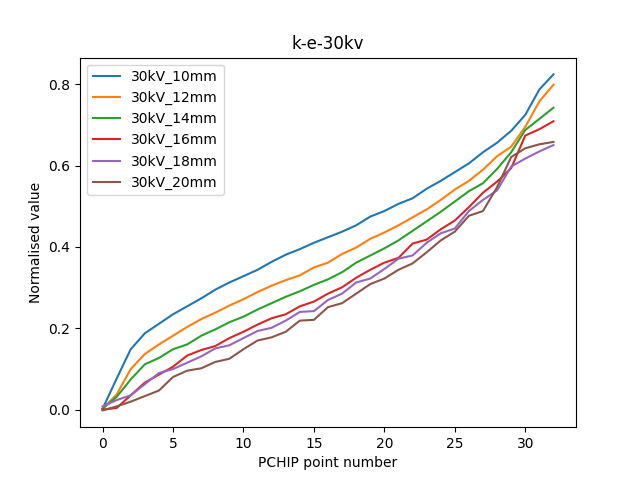 k-e-30kv
30kV_10mm
30kV_12mm
30kV_14mm
30kV_16mm
30kV_18mm
30kV_20mm
Normalised value
0.8
0.6
0.4
0.2
0.0
0 5 10 15 20 25 30
PCHIP point number